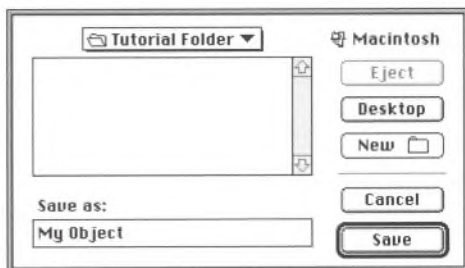 Tutorial Folder
Macintosh
Eject
Desktop
New
Save as:
My Object
Cancel
Save